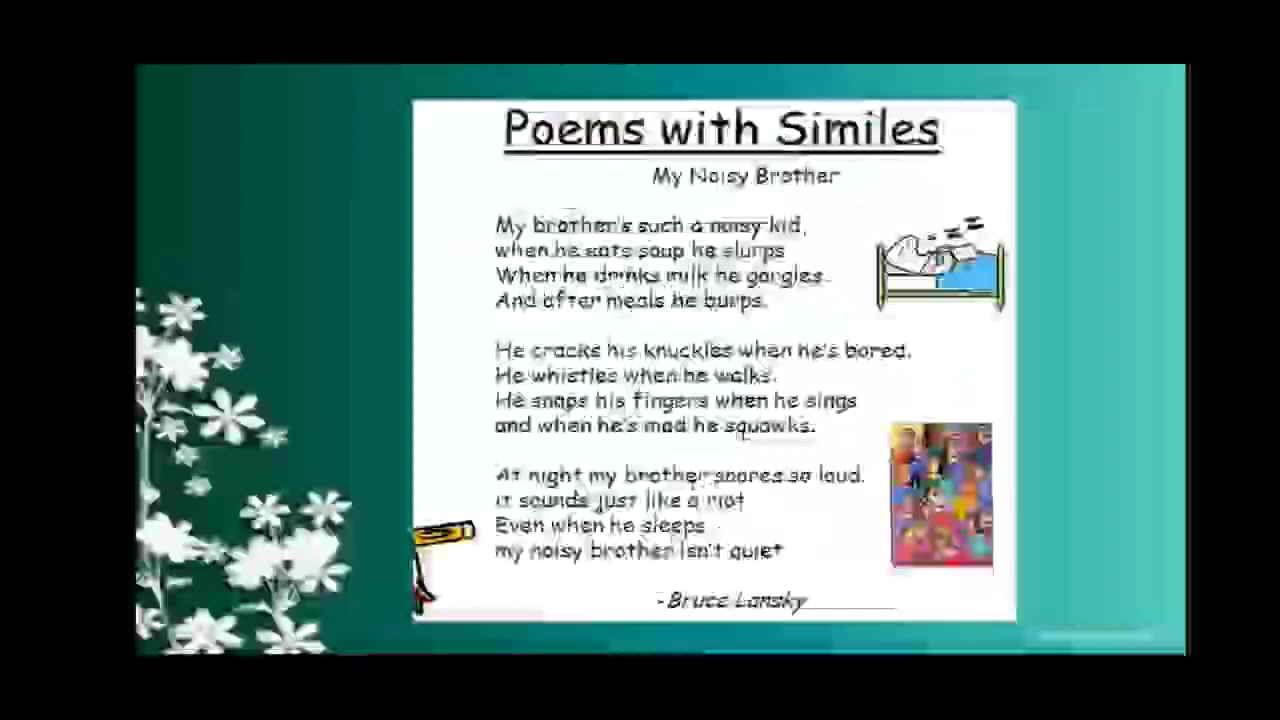 Poems with Similes
My Noisy Brother
My brother's such a noisy kid,
when he eats soup he slurps
When he drinks milk he gargles.
And after meals he burps.
He cracks his knuckles when he's bored.
He whistles when he walks.
He snaps his fingers when he sings
and when he's mad he squawks.
At night my brother snores so loud.
it sounds just like a riot
Even when he sleeps
my noisy brother isn't quiet
- Bruce Lansky